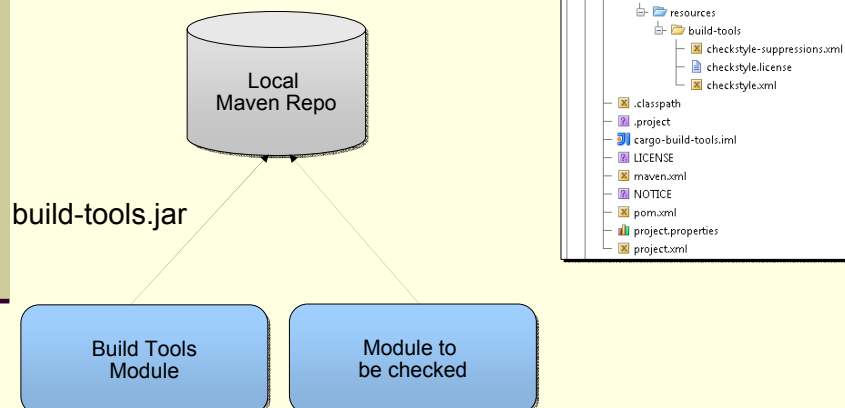 Local
Maven Repo
build-tools.jar
Build Tools
Module
Module to
be checked
resources
build-tools
checkstyle-suppressions.xml
checkstyle.license
checkstyle.xml
.classpath
.project
cargo-build-tools.iml
LICENSE
maven.xml
NOTICE
pom.xml
project.properties
project.xml